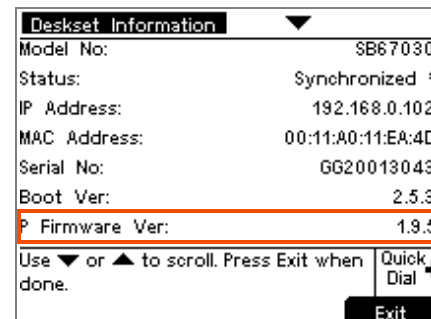 Deskset Information
Model No: SB67030
Status: Synchronized *
IP Address: 192.168.0.102
MAC Address: 00:11:A0:11:EA:4D
Serial No: GG20013043
Boot Ver: 2.5.3
P Firmware Ver: 1.9.5
Use ▼ or ▲ to scroll. Press Exit when done.
Quick Dial
Exit